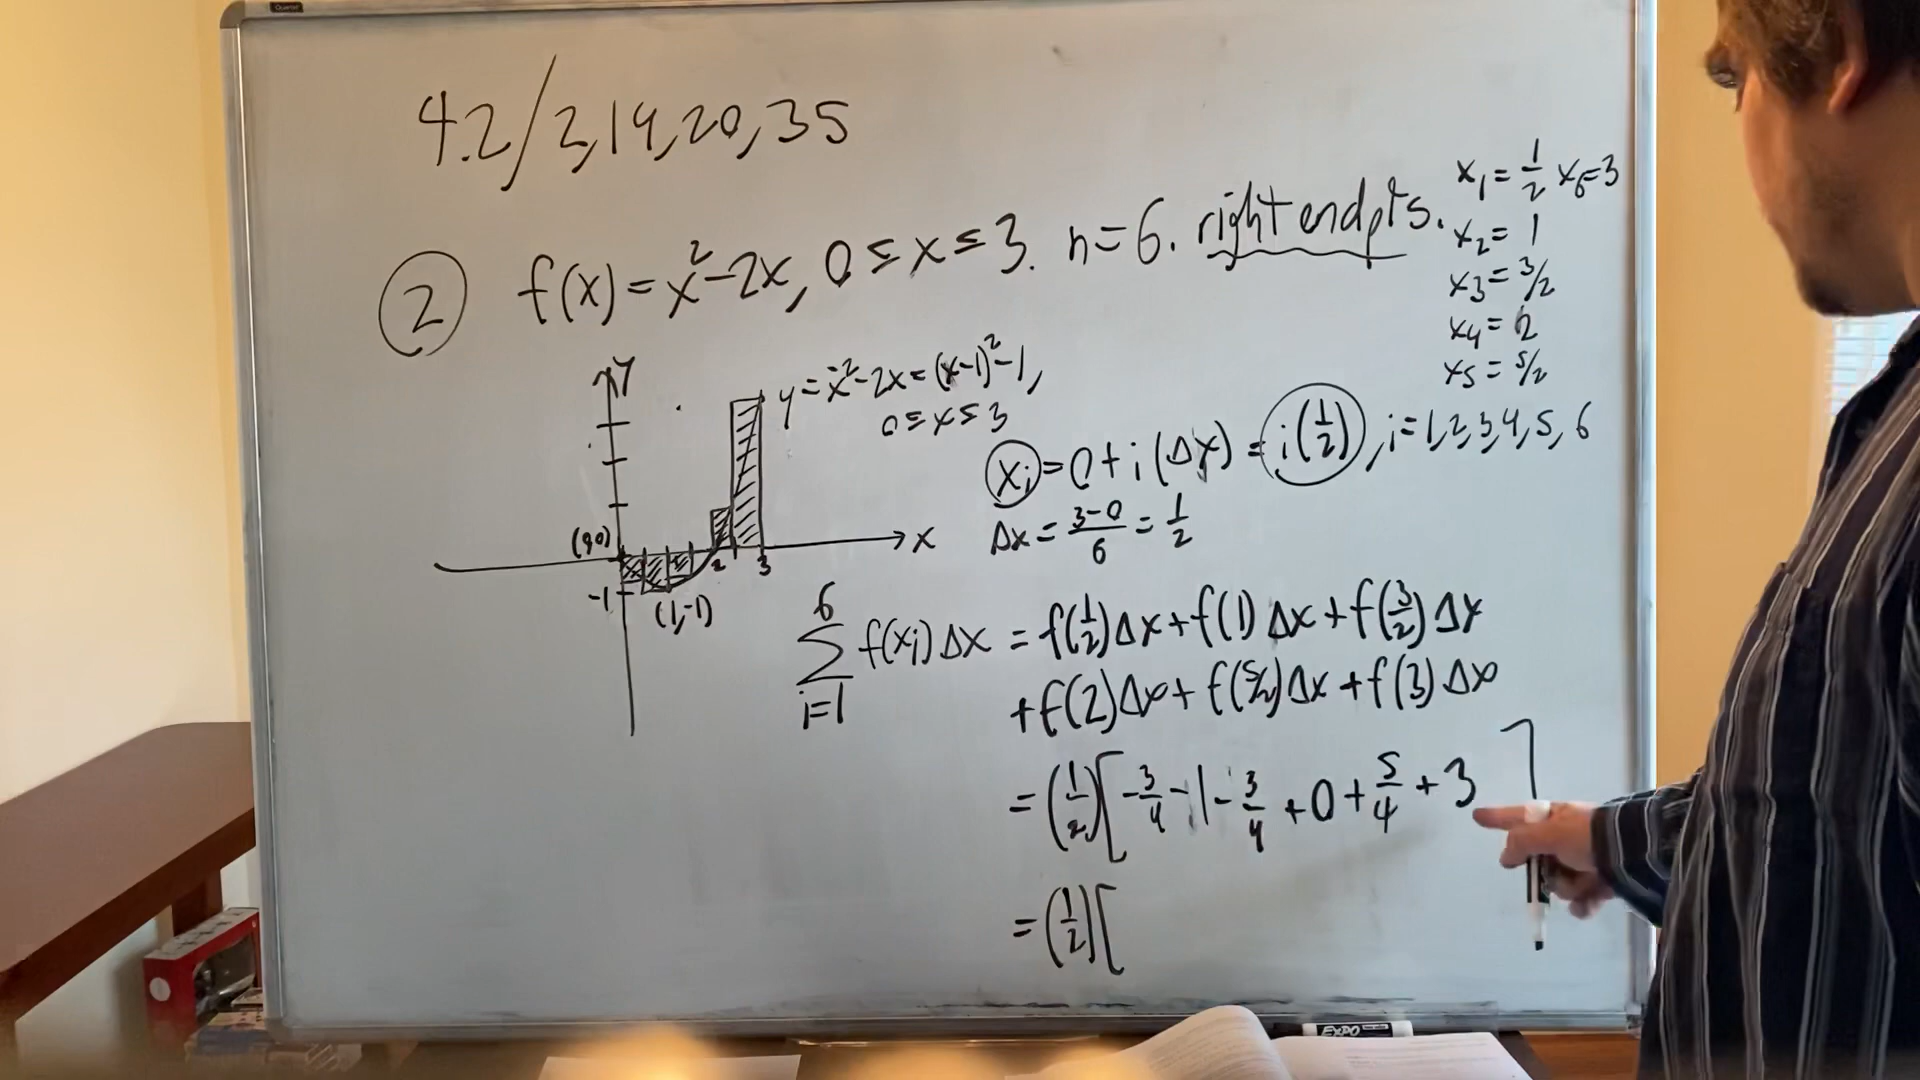 Quartet
4.2/2,14,20,35
② f(x) = x²-2x, 0 ≤ x ≤ 3. n=6. right endpts.
x₁ = 1/2 x₆=3
x₂ = 1
x₃ = 3/2
x₄ = 2
x₅ = 5/2
y
y = x²-2x = (x-1)²-1,
0 ≤ x ≤ 3
(0,0)
-1
(1,-1)
2
3
x
xᵢ = 0 + i(Δx) = i(1/2), i=1,2,3,4,5,6
Δx = (3-0)/6 = 1/2
6
∑ f(xᵢ)Δx = f(1/2)Δx + f(1)Δx + f(3/2)Δx
i=1
+ f(2)Δx + f(5/2)Δx + f(3)Δx
= (1/2)[-3/4 - 1 - 3/4 + 0 + 5/4 + 3]
= (1/2)[
EXPO